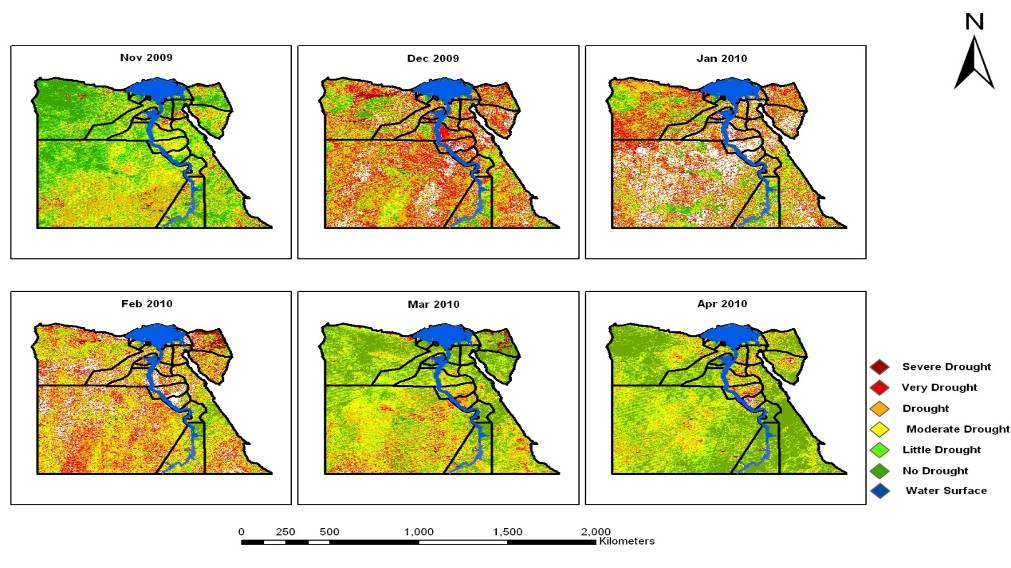 N
Nov 2009
Dec 2009
Jan 2010
Feb 2010
Mar 2010
Apr 2010
Severe Drought
Very Drought
Drought
Moderate Drought
Little Drought
No Drought
Water Surface
0 250 500 1,000 1,500 2,000
Kilometers